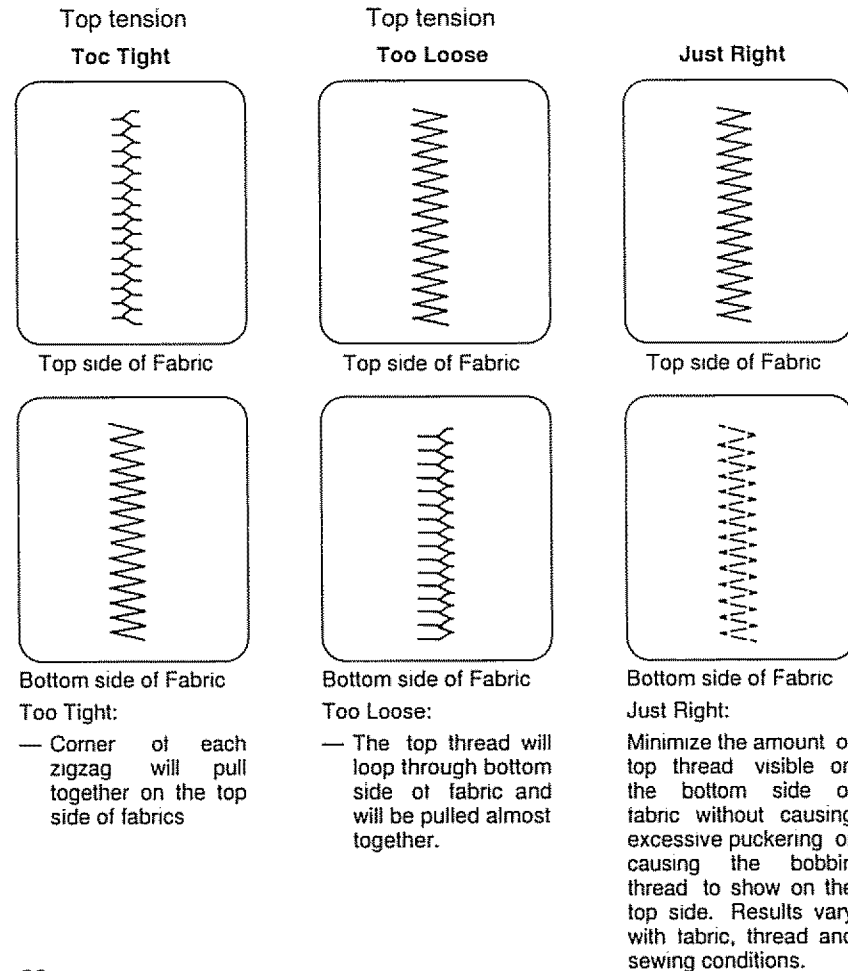 Top tension
Toc Tight
Top tension
Too Loose
Just Right
Top side of Fabric
Top side of Fabric
Top side of Fabric
Bottom side of Fabric
Too Tight:
— Corner of each
zigzag will pull
together on the top
side of fabrics
Bottom side of Fabric
Too Loose:
— The top thread will
loop through bottom
side of fabric and
will be pulled almost
together.
Bottom side of Fabric
Just Right:
Minimize the amount o
top thread visible or
the bottom side o
fabric without causing
excessive puckering o
causing the bobbir
thread to show on the
top side. Results vary
with fabric, thread and
sewing conditions.